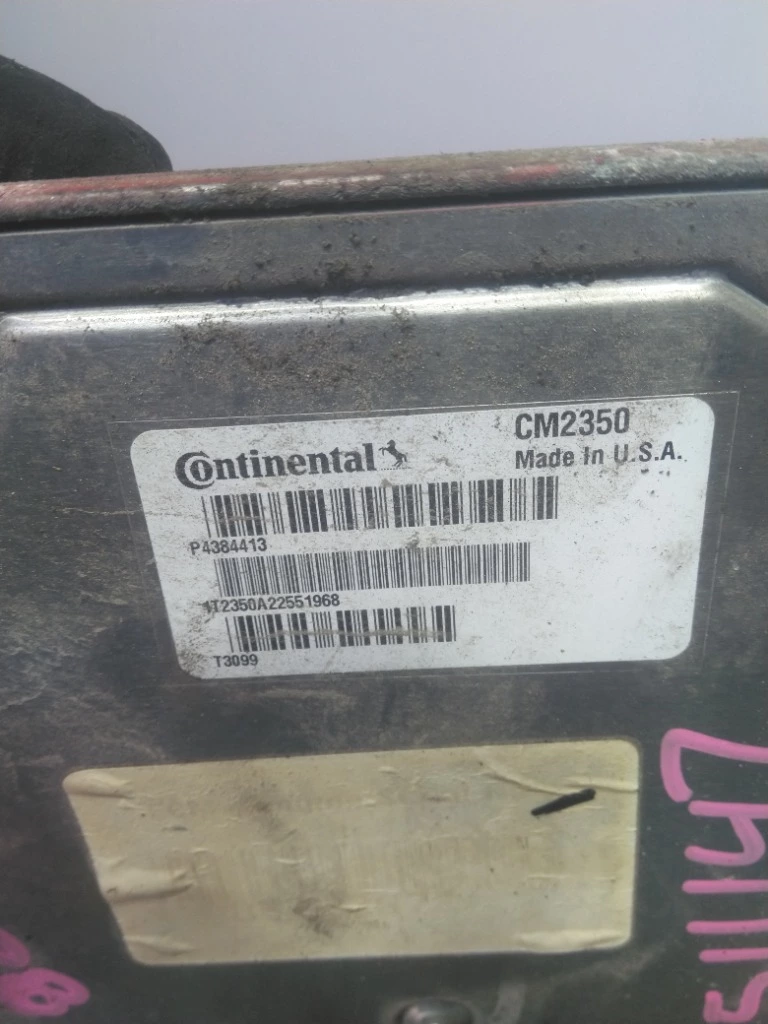 Continental
CM2350
Made In U.S.A.
P4384413
1T2350A22551968
T3099